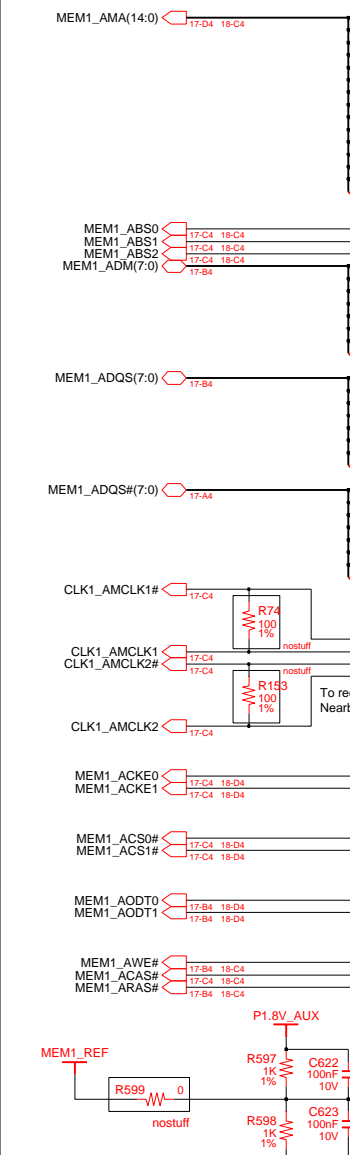 MEM1_AMA(14:0)
17-D4 18-C4
MEM1_ABS0
17-C4 18-C4
MEM1_ABS1
17-C4 18-C4
MEM1_ABS2
17-C4 18-C4
MEM1_ADM(7:0)
17-B4
MEM1_ADQS(7:0)
17-B4
MEM1_ADQS#(7:0)
17-A4
CLK1_AMCLK1#
17-C4
R74
100
1%
nostuff
CLK1_AMCLK1
17-C4
CLK1_AMCLK2#
17-C4
nostuff
R153
100
1%
To re
Nearb
CLK1_AMCLK2
17-C4
MEM1_ACKE0
17-C4 18-D4
MEM1_ACKE1
17-C4 18-D4
MEM1_ACS0#
17-C4 18-D4
MEM1_ACS1#
17-C4 18-D4
MEM1_AODT0
17-B4 18-D4
MEM1_AODT1
17-B4 18-D4
MEM1_AWE#
17-B4 18-C4
MEM1_ACAS#
17-C4 18-C4
MEM1_ARAS#
17-B4 18-C4
P1.8V_AUX
MEM1_REF
R597
1K
1%
C622
100nF
10V
R599 0
nostuff
R598
1K
1%
C623
100nF
10V